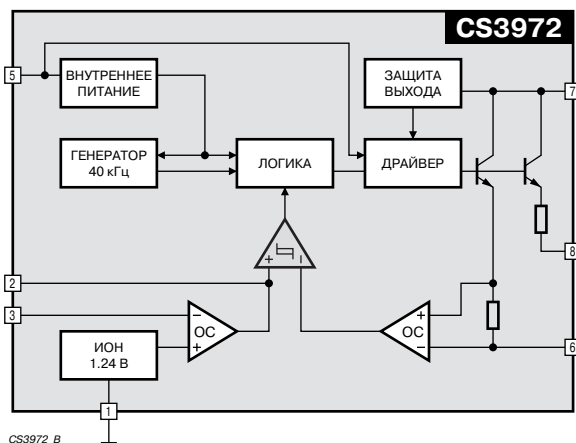 CS3972
5
ВНУТРЕННЕЕ
ПИТАНИЕ
ЗАЩИТА
ВЫХОДА
7
ГЕНЕРАТОР
40 кГц
ЛОГИКА
ДРАЙВЕР
8
+
–
2
3
–
ОС
+
+
ОС
–
6
ИОН
1.24 В
1
CS3972_B